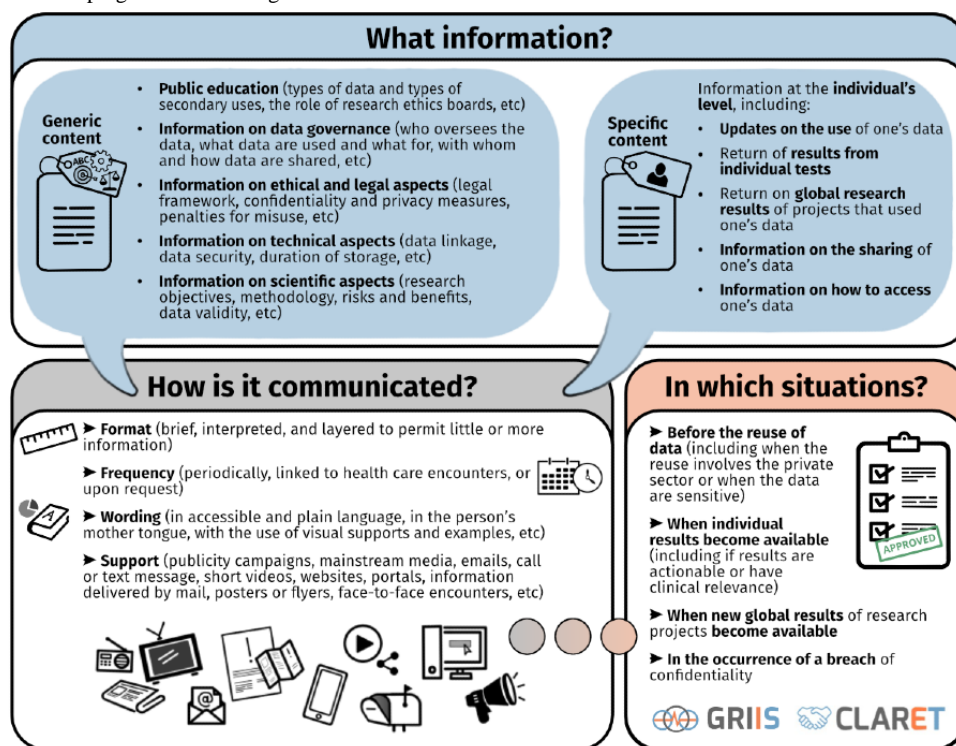 What information?
Generic
content
ABC
• Public education (types of data and types of
secondary uses, the role of research ethics boards, etc)
• Information on data governance (who oversees the
data, what data are used and what for, with whom
and how data are shared, etc)
• Information on ethical and legal aspects (legal
framework, confidentiality and privacy measures,
penalties for misuse, etc)
• Information on technical aspects (data linkage,
data security, duration of storage, etc)
• Information on scientific aspects (research
objectives, methodology, risks and benefits,
data validity, etc)
Specific
content
Information at the individual's
level, including:
• Updates on the use of one's data
• Return of results from
individual tests
• Return on global research
results of projects that used
one's data
• Information on the sharing of
one's data
• Information on how to access
one's data
How is it communicated?
➤ Format (brief, interpreted, and layered to permit little or more
information)
➤ Frequency (periodically, linked to health care encounters, or
upon request)
A
➤ Wording (in accessible and plain language, in the person's
mother tongue, with the use of visual supports and examples, etc)
➤ Support (publicity campaigns, mainstream media, emails, call
or text message, short videos, websites, portals, information
delivered by mail, posters or flyers, face-to-face encounters, etc)
@
In which situations?
➤ Before the reuse of
data (including when the
reuse involves the private
sector or when the data
are sensitive)
➤ When individual
results become available
(including if results are
actionable or have
clinical relevance)
APPROVED
➤ When new global results of research
projects become available
➤ In the occurrence of a breach of
confidentiality
GRIIS CLARET